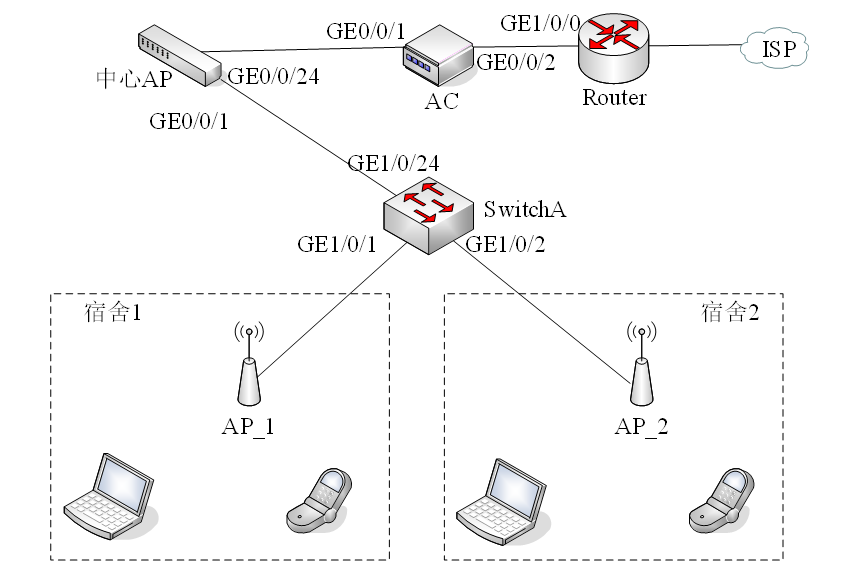 GE0/0/1
GE1/0/0
ISP
中心AP
GE0/0/24
AC
GE0/0/2
Router
GE0/0/1
GE1/0/24
SwitchA
GE1/0/1
GE1/0/2
宿舍1
宿舍2
AP_1
AP_2